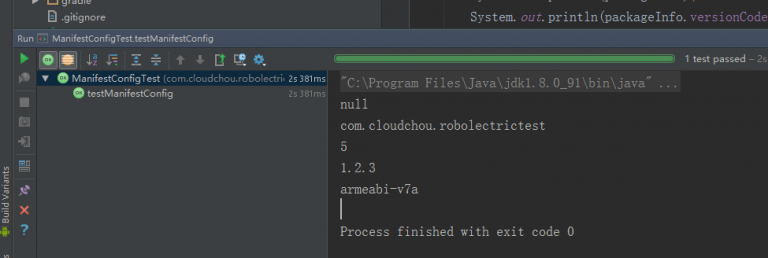 gradle
.gitignore
System.out.println(packageInfo.versionCode
Run ManifestConfigTest.testManifestConfig
1 test passed – 2s
ManifestConfigTest (com.cloudchou.robolectric 2s 381ms
testManifestConfig 2s 381ms
"C:\Program Files\Java\jdk1.8.0_91\bin\java" ...
null
com.cloudchou.robolectrictest
5
1.2.3
armeabi-v7a
Process finished with exit code 0
Build Variants